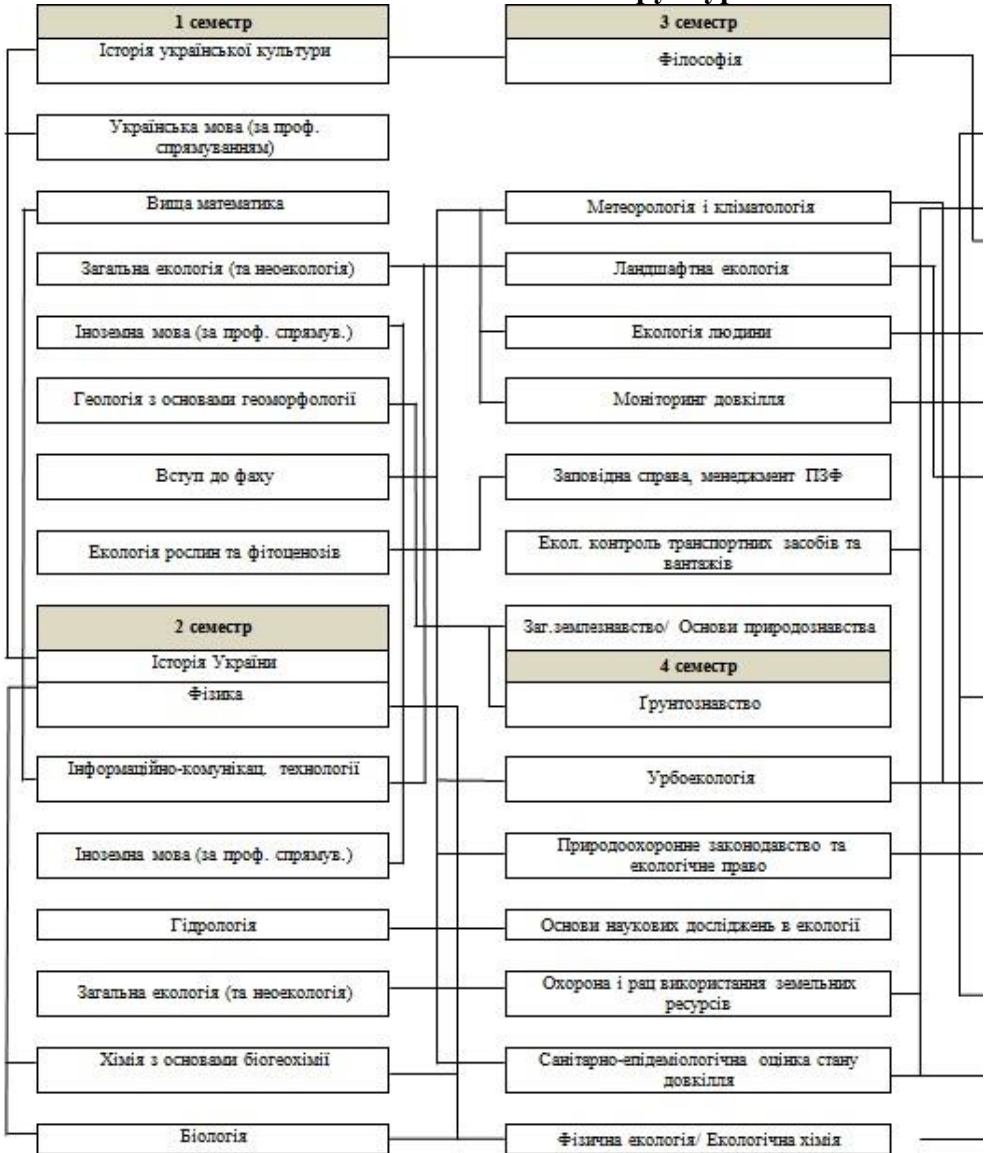 1 семестр
Історія української культури
Українська мова (за проф.
спрямуванням)
Вища математика
Загальна екологія (та неоекологія)
Іноземна мова (за проф. спрямув.)
Геологія з основами геоморфології
Вступ до фаху
Екологія рослин та фітоценозів
2 семестр
Історія України
Фізика
Інформаційно-комунікац. технології
Іноземна мова (за проф. спрямув.)
Гідрологія
Загальна екологія (та неоекологія)
Хімія з основами біогеохімії
Біологія
3 семестр
Філософія
Метеорологія і кліматологія
Ландшафтна екологія
Екологія людини
Моніторинг довкілля
Заповідна справа, менеджмент ПЗФ
Екол. контроль транспортних засобів та
вантажів
Заг.землезнавство/ Основи природознавства
4 семестр
Ґрунтознавство
Урбоекологія
Природоохоронне законодавство та
екологічне право
Основи наукових досліджень в екології
Охорона і рац використання земельних
ресурсів
Санітарно-епідеміологічна оцінка стану
довкілля
Фізична екологія/ Екологічна хімія